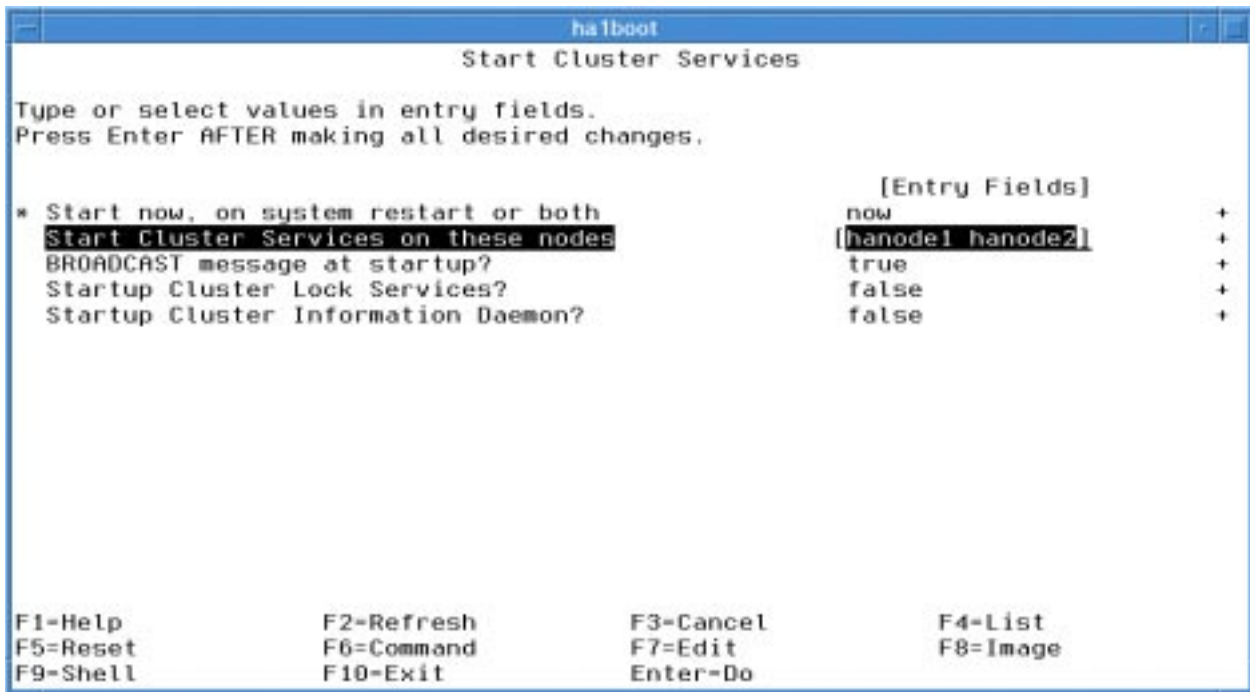 ha1boot
Start Cluster Services
Type or select values in entry fields.
Press Enter AFTER making all desired changes.
[Entry Fields]
* Start now, on system restart or both now +
Start Cluster Services on these nodes [hanode1 hanode2] +
BROADCAST message at startup? true +
Startup Cluster Lock Services? false +
Startup Cluster Information Daemon? false +
F1=Help F2=Refresh F3=Cancel F4=List
F5=Reset F6=Command F7=Edit F8=Image
F9=Shell F10=Exit Enter=Do